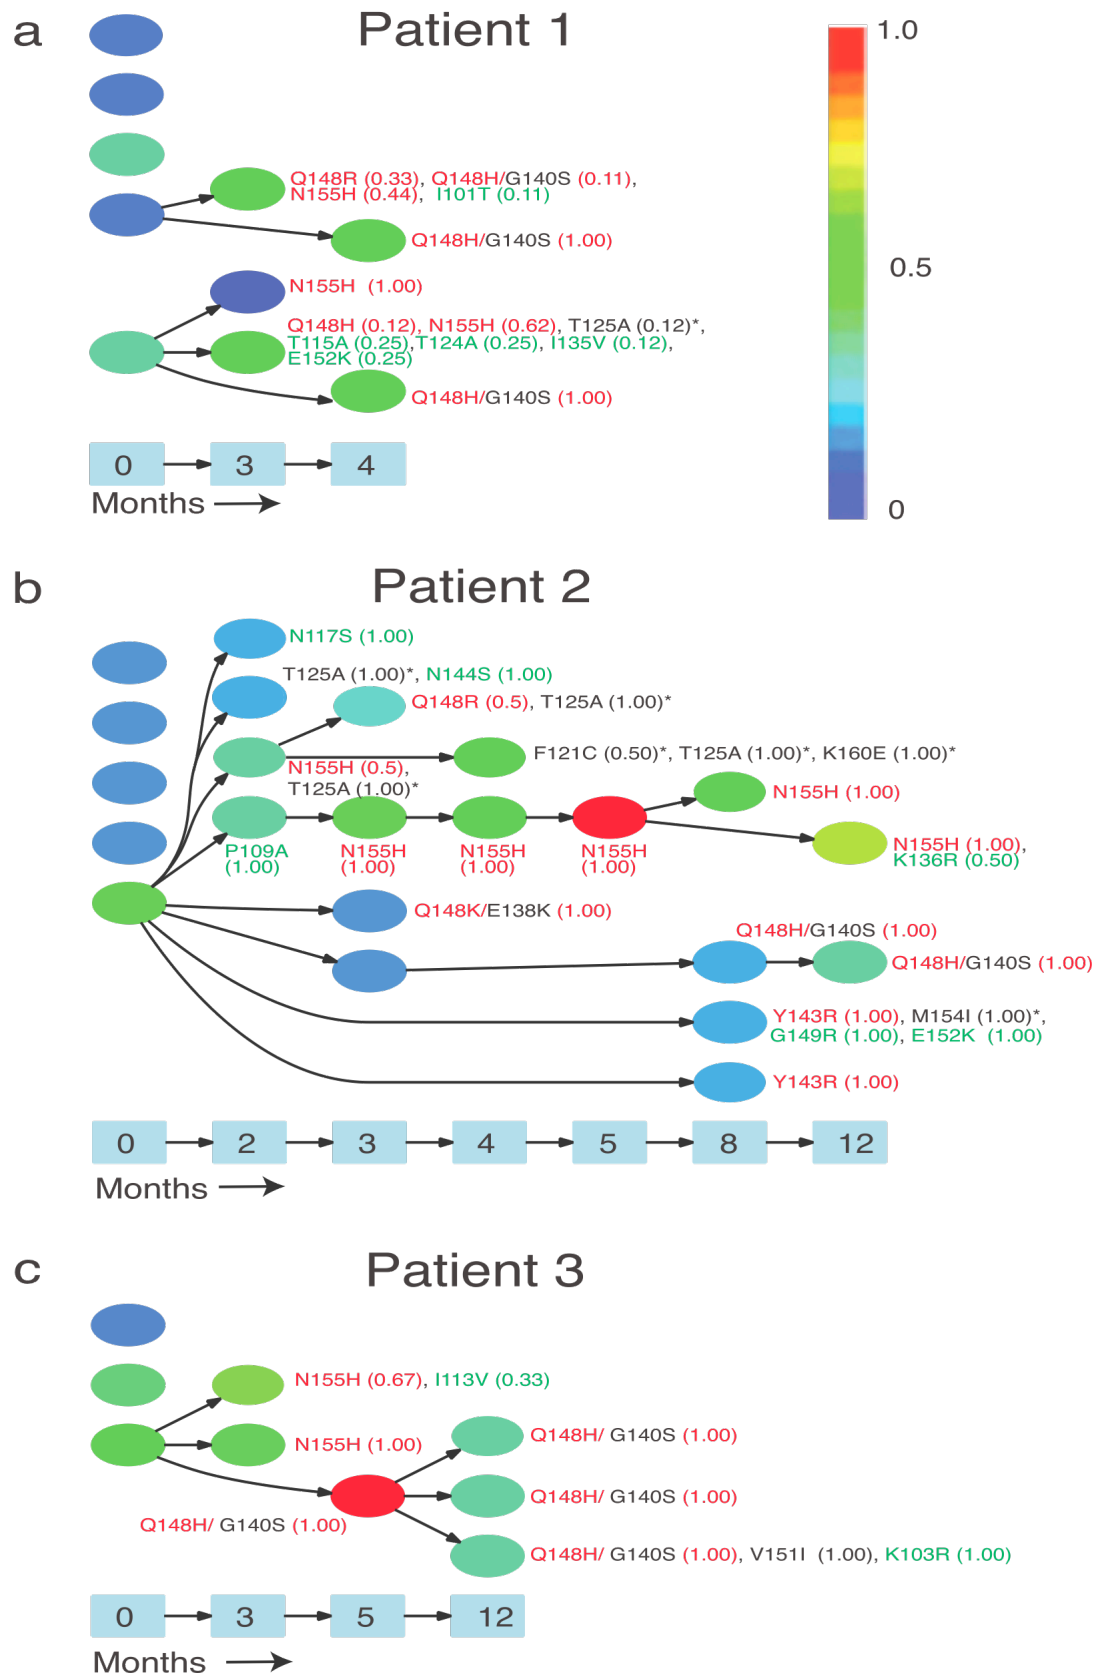 a
Patient 1
1.0
Q148R (0.33), Q148H/G140S (0.11),
N155H (0.44), I101T (0.11)
Q148H/G140S (1.00)
0.5
N155H (1.00)
Q148H (0.12), N155H (0.62), T125A (0.12)*,
T115A (0.25),T124A (0.25), I135V (0.12),
E152K (0.25)
Q148H/G140S (1.00)
0 3 4
Months
0
b
Patient 2
N117S (1.00)
T125A (1.00)*, N144S (1.00)
Q148R (0.5), T125A (1.00)*
F121C (0.50)*, T125A (1.00)*, K160E (1.00)*
N155H (0.5),
T125A (1.00)*
N155H (1.00)
P109A
(1.00)
N155H
(1.00)
N155H
(1.00)
N155H
(1.00)
N155H (1.00),
K136R (0.50)
Q148K/E138K (1.00)
Q148H/G140S (1.00)
Q148H/G140S (1.00)
Y143R (1.00), M154I (1.00)*,
G149R (1.00), E152K (1.00)
Y143R (1.00)
0 2 3 4 5 8 12
Months
c
Patient 3
N155H (0.67), I113V (0.33)
N155H (1.00)
Q148H/ G140S (1.00)
Q148H/ G140S (1.00)
Q148H/ G140S (1.00)
Q148H/ G140S (1.00), V151I (1.00), K103R (1.00)
0 3 5 12
Months